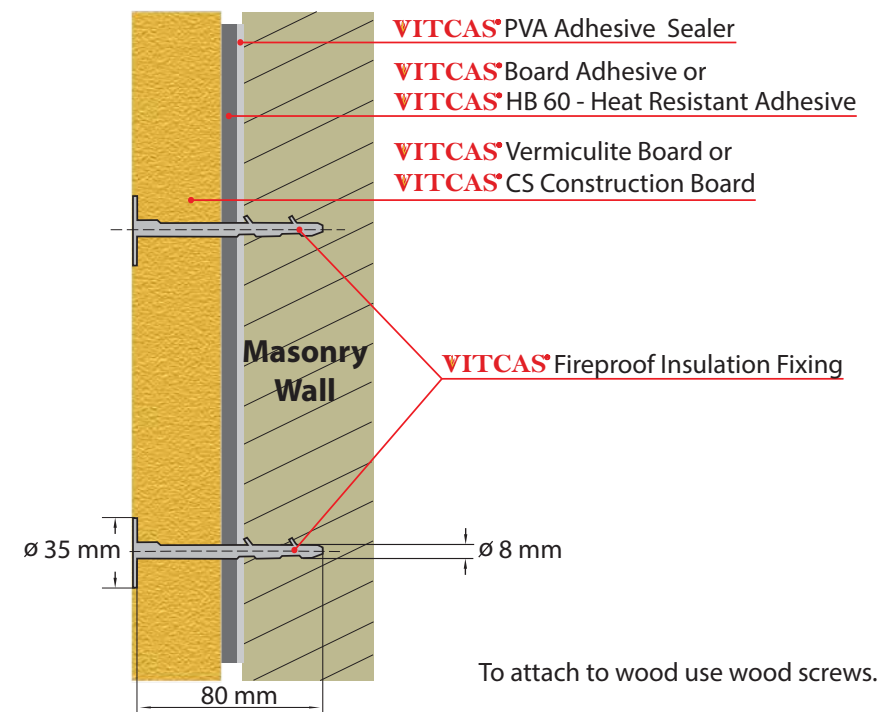 VITCAS PVA Adhesive Sealer
VITCAS Board Adhesive or
VITCAS HB 60 - Heat Resistant Adhesive
VITCAS Vermiculite Board or
VITCAS CS Construction Board
Masonry
Wall
VITCAS Fireproof Insulation Fixing
ø 35 mm
ø 8 mm
80 mm
To attach to wood use wood screws.